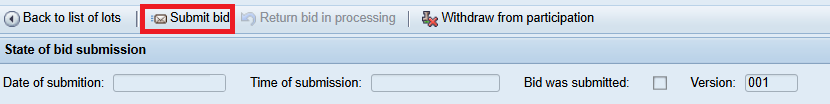 Back to list of lots Submit bid Return bid in processing Withdraw from participation
State of bid submission
Date of submition: Time of submission: Bid was submitted: Version: 001